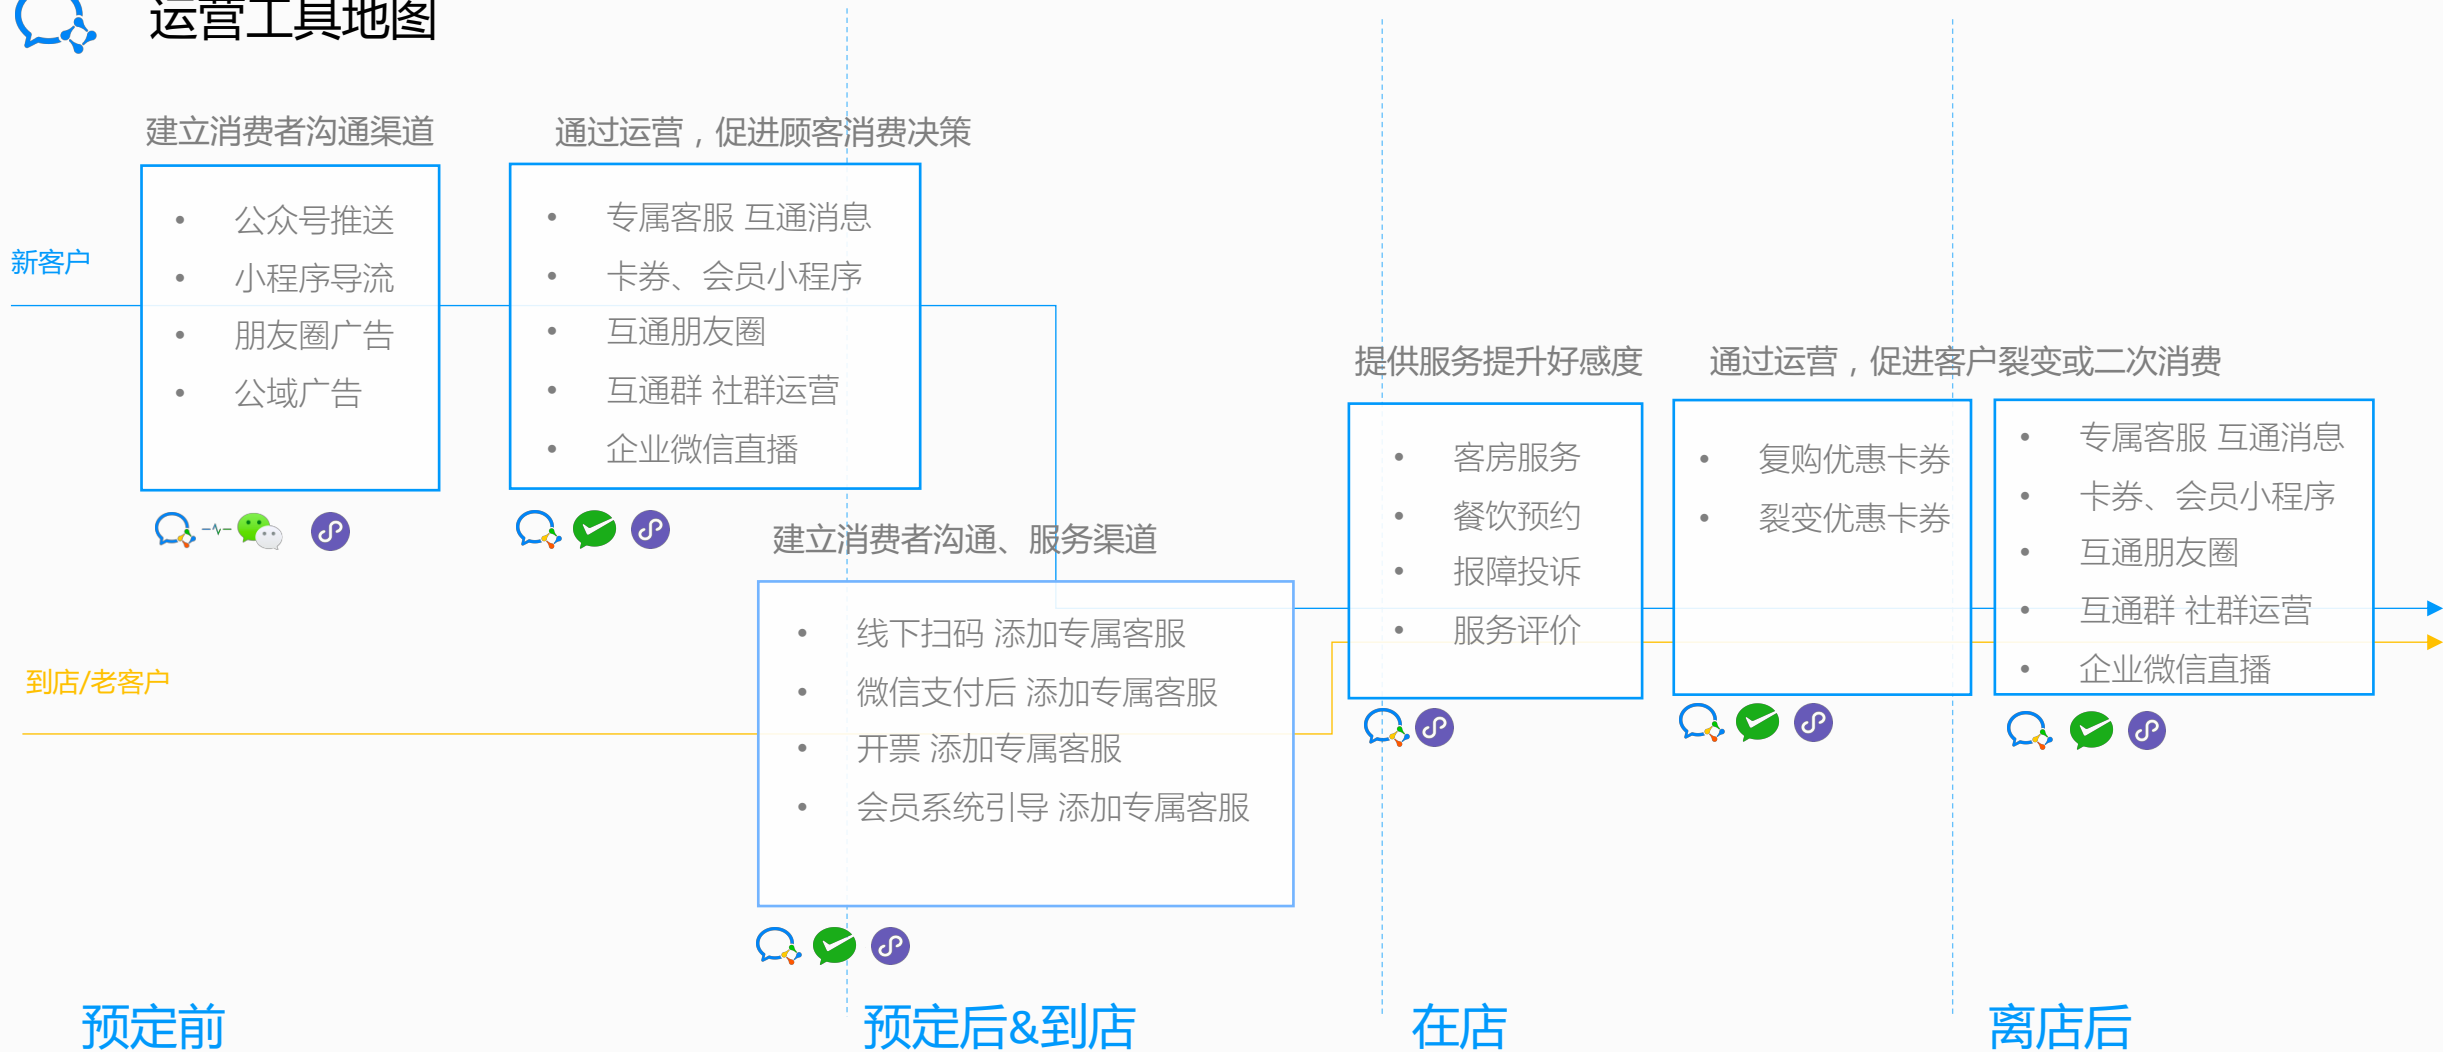 运营工具地图
建立消费者沟通渠道
• 公众号推送
• 小程序导流
• 朋友圈广告
• 公域广告
通过运营，促进顾客消费决策
• 专属客服 互通消息
• 卡券、会员小程序
• 互通朋友圈
• 互通群 社群运营
• 企业微信直播
新客户
建立消费者沟通、服务渠道
• 线下扫码 添加专属客服
• 微信支付后 添加专属客服
• 开票 添加专属客服
• 会员系统引导 添加专属客服
到店/老客户
提供服务提升好感度
• 客房服务
• 餐饮预约
• 报障投诉
• 服务评价
通过运营，促进客户裂变或二次消费
• 复购优惠卡券
• 裂变优惠卡券
• 专属客服 互通消息
• 卡券、会员小程序
• 互通朋友圈
• 互通群 社群运营
• 企业微信直播
预定前
预定后&到店
在店
离店后